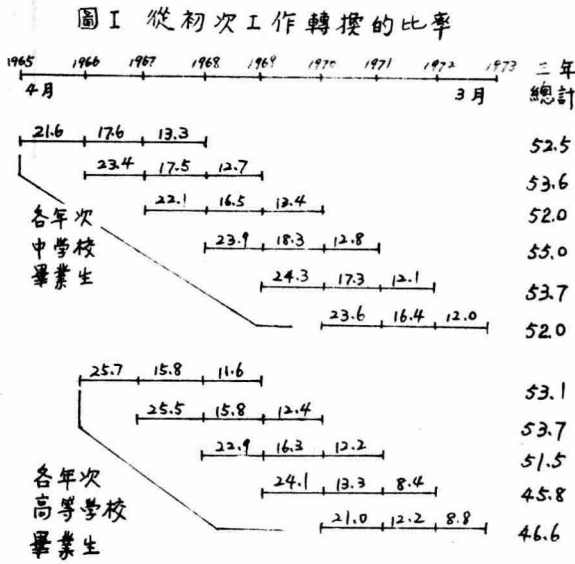 圖I 從初次工作轉換的比率
1965 1966 1967 1968 1969 1970 1971 1972 1973 三年
4月 3月 總計
21.6 17.6 13.3 52.5
23.4 17.5 12.7 53.6
22.1 16.5 13.4 52.0
各年次 23.9 18.3 12.8 55.0
中学校
畢業生 24.3 17.3 12.1 53.7
23.6 16.4 12.0 52.0
25.7 15.8 11.6 53.1
25.5 15.8 12.4 53.7
22.9 16.3 12.2 51.5
各年次 24.1 13.3 8.4 45.8
高等学校 21.0 12.2 8.8 46.6
畢業生